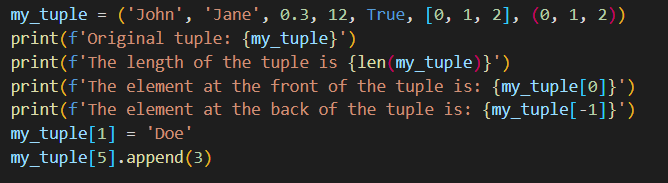 my_tuple = ('John', 'Jane', 0.3, 12, True, [0, 1, 2], (0, 1, 2))
print(f'Original tuple: {my_tuple}')
print(f'The length of the tuple is {len(my_tuple)}')
print(f'The element at the front of the tuple is: {my_tuple[0]}')
print(f'The element at the back of the tuple is: {my_tuple[-1]}')
my_tuple[1] = 'Doe'
my_tuple[5].append(3)